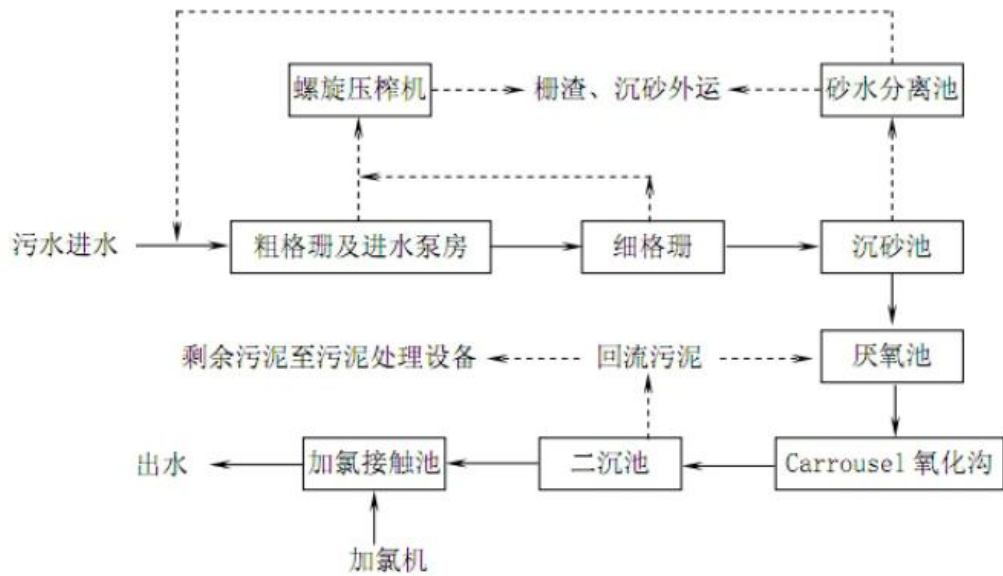 螺旋压榨机
栅渣、沉砂外运
砂水分离池
污水进水
粗格珊及进水泵房
细格珊
沉砂池
剩余污泥至污泥处理设备
回流污泥
厌氧池
出水
加氯接触池
二沉池
Carrousel 氧化沟
加氯机